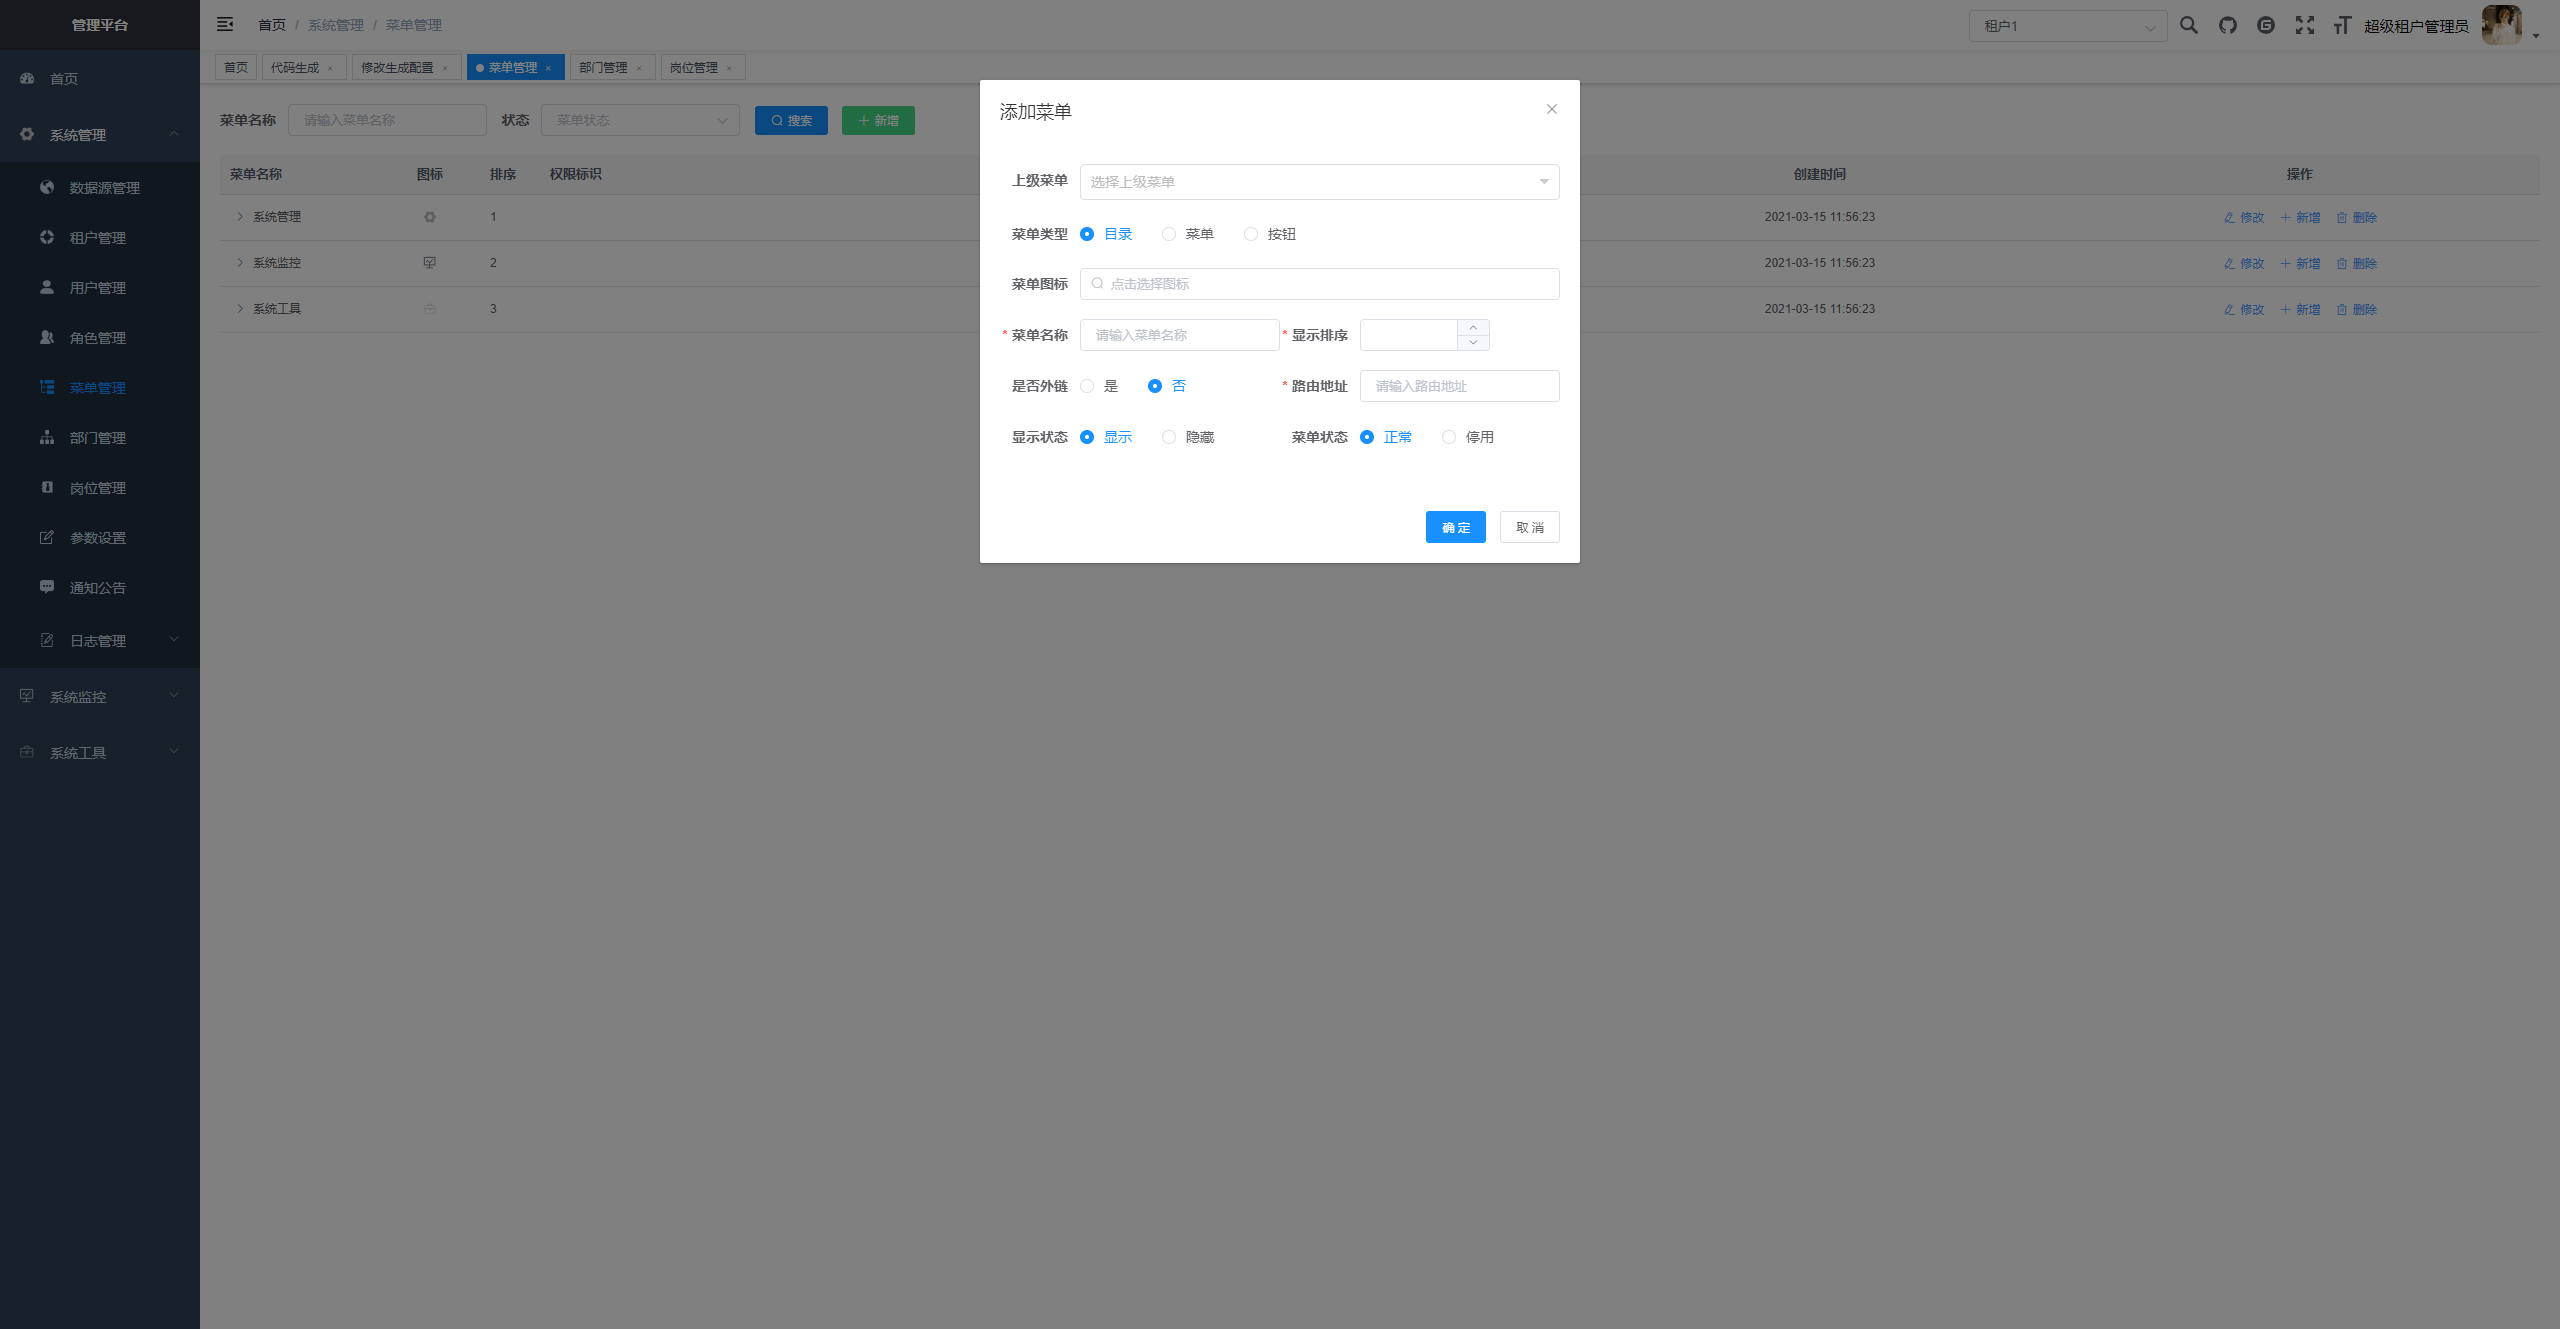 管理平台
首页 / 系统管理 / 菜单管理
租户1
超级租户管理员
首页
代码生成 ×
修改生成配置 ×
菜单管理 ×
部门管理 ×
岗位管理 ×
首页
系统管理
数据源管理
租户管理
用户管理
角色管理
菜单管理
部门管理
岗位管理
参数设置
通知公告
日志管理
系统监控
系统工具
菜单名称 请输入菜单名称 状态 菜单状态 搜索 新增
菜单名称 图标 排序 权限标识 创建时间 操作
系统管理 1 2021-03-15 11:56:23 修改 新增 删除
系统监控 2 2021-03-15 11:56:23 修改 新增 删除
系统工具 3 2021-03-15 11:56:23 修改 新增 删除
添加菜单
上级菜单 选择上级菜单
菜单类型 目录 菜单 按钮
菜单图标 点击选择图标
* 菜单名称 请输入菜单名称 * 显示排序
是否外链 是 否 * 路由地址 请输入路由地址
显示状态 显示 隐藏 菜单状态 正常 停用
确 定 取 消